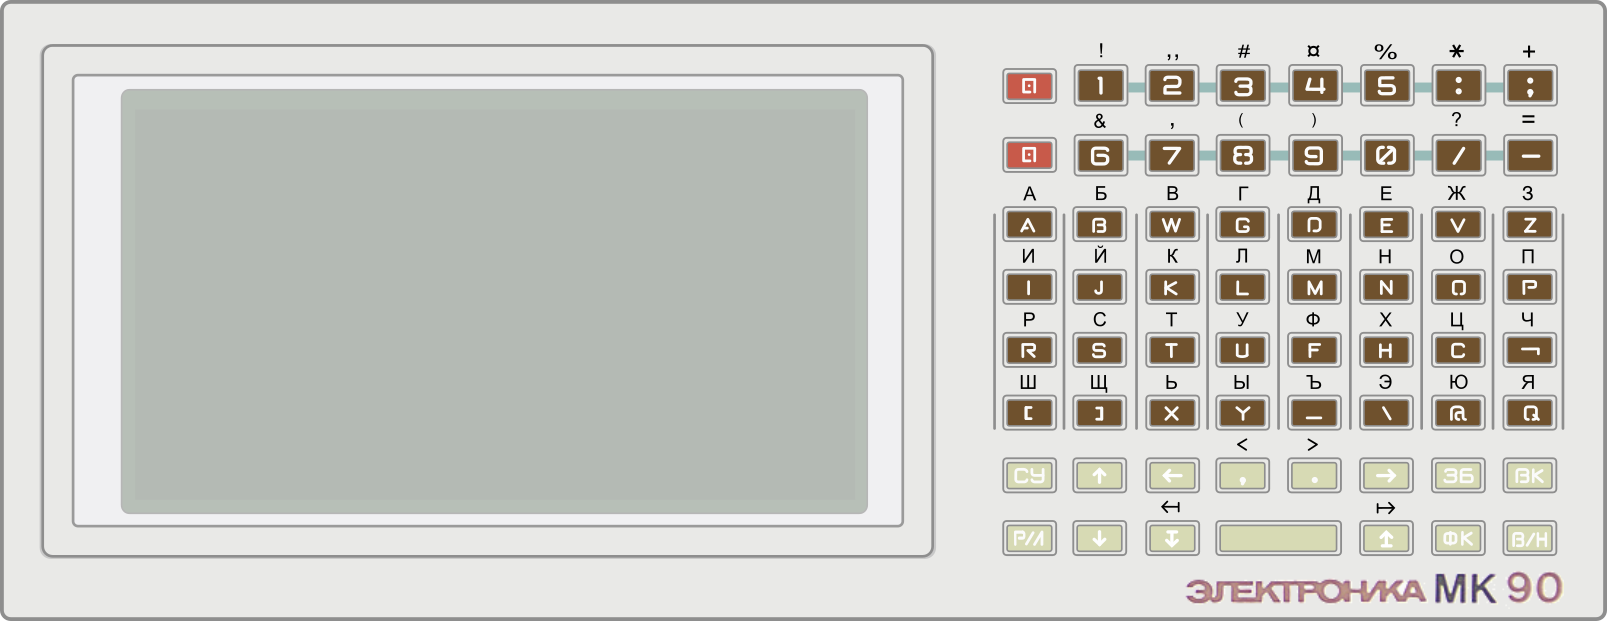 ! ,, # ¤ % * +
1 2 3 4 5 : ;
& , ( ) ? =
6 7 8 9 0 / −
А Б В Г Д Е Ж З
A B W G D E V Z
И Й К Л М Н О П
I J K L M N O P
Р С Т У Ф Х Ц Ч
R S T U F H C ¬
Ш Щ Ь Ы Ъ Э Ю Я
[ ] X Y _ \ @ Q
< >
СУ ↑ ← , . → ЗБ ВК
↤ ↦
Р/Л ↓ ↧ ↥ ФК В/Н
ЭЛЕКТРОНИКА МК 90